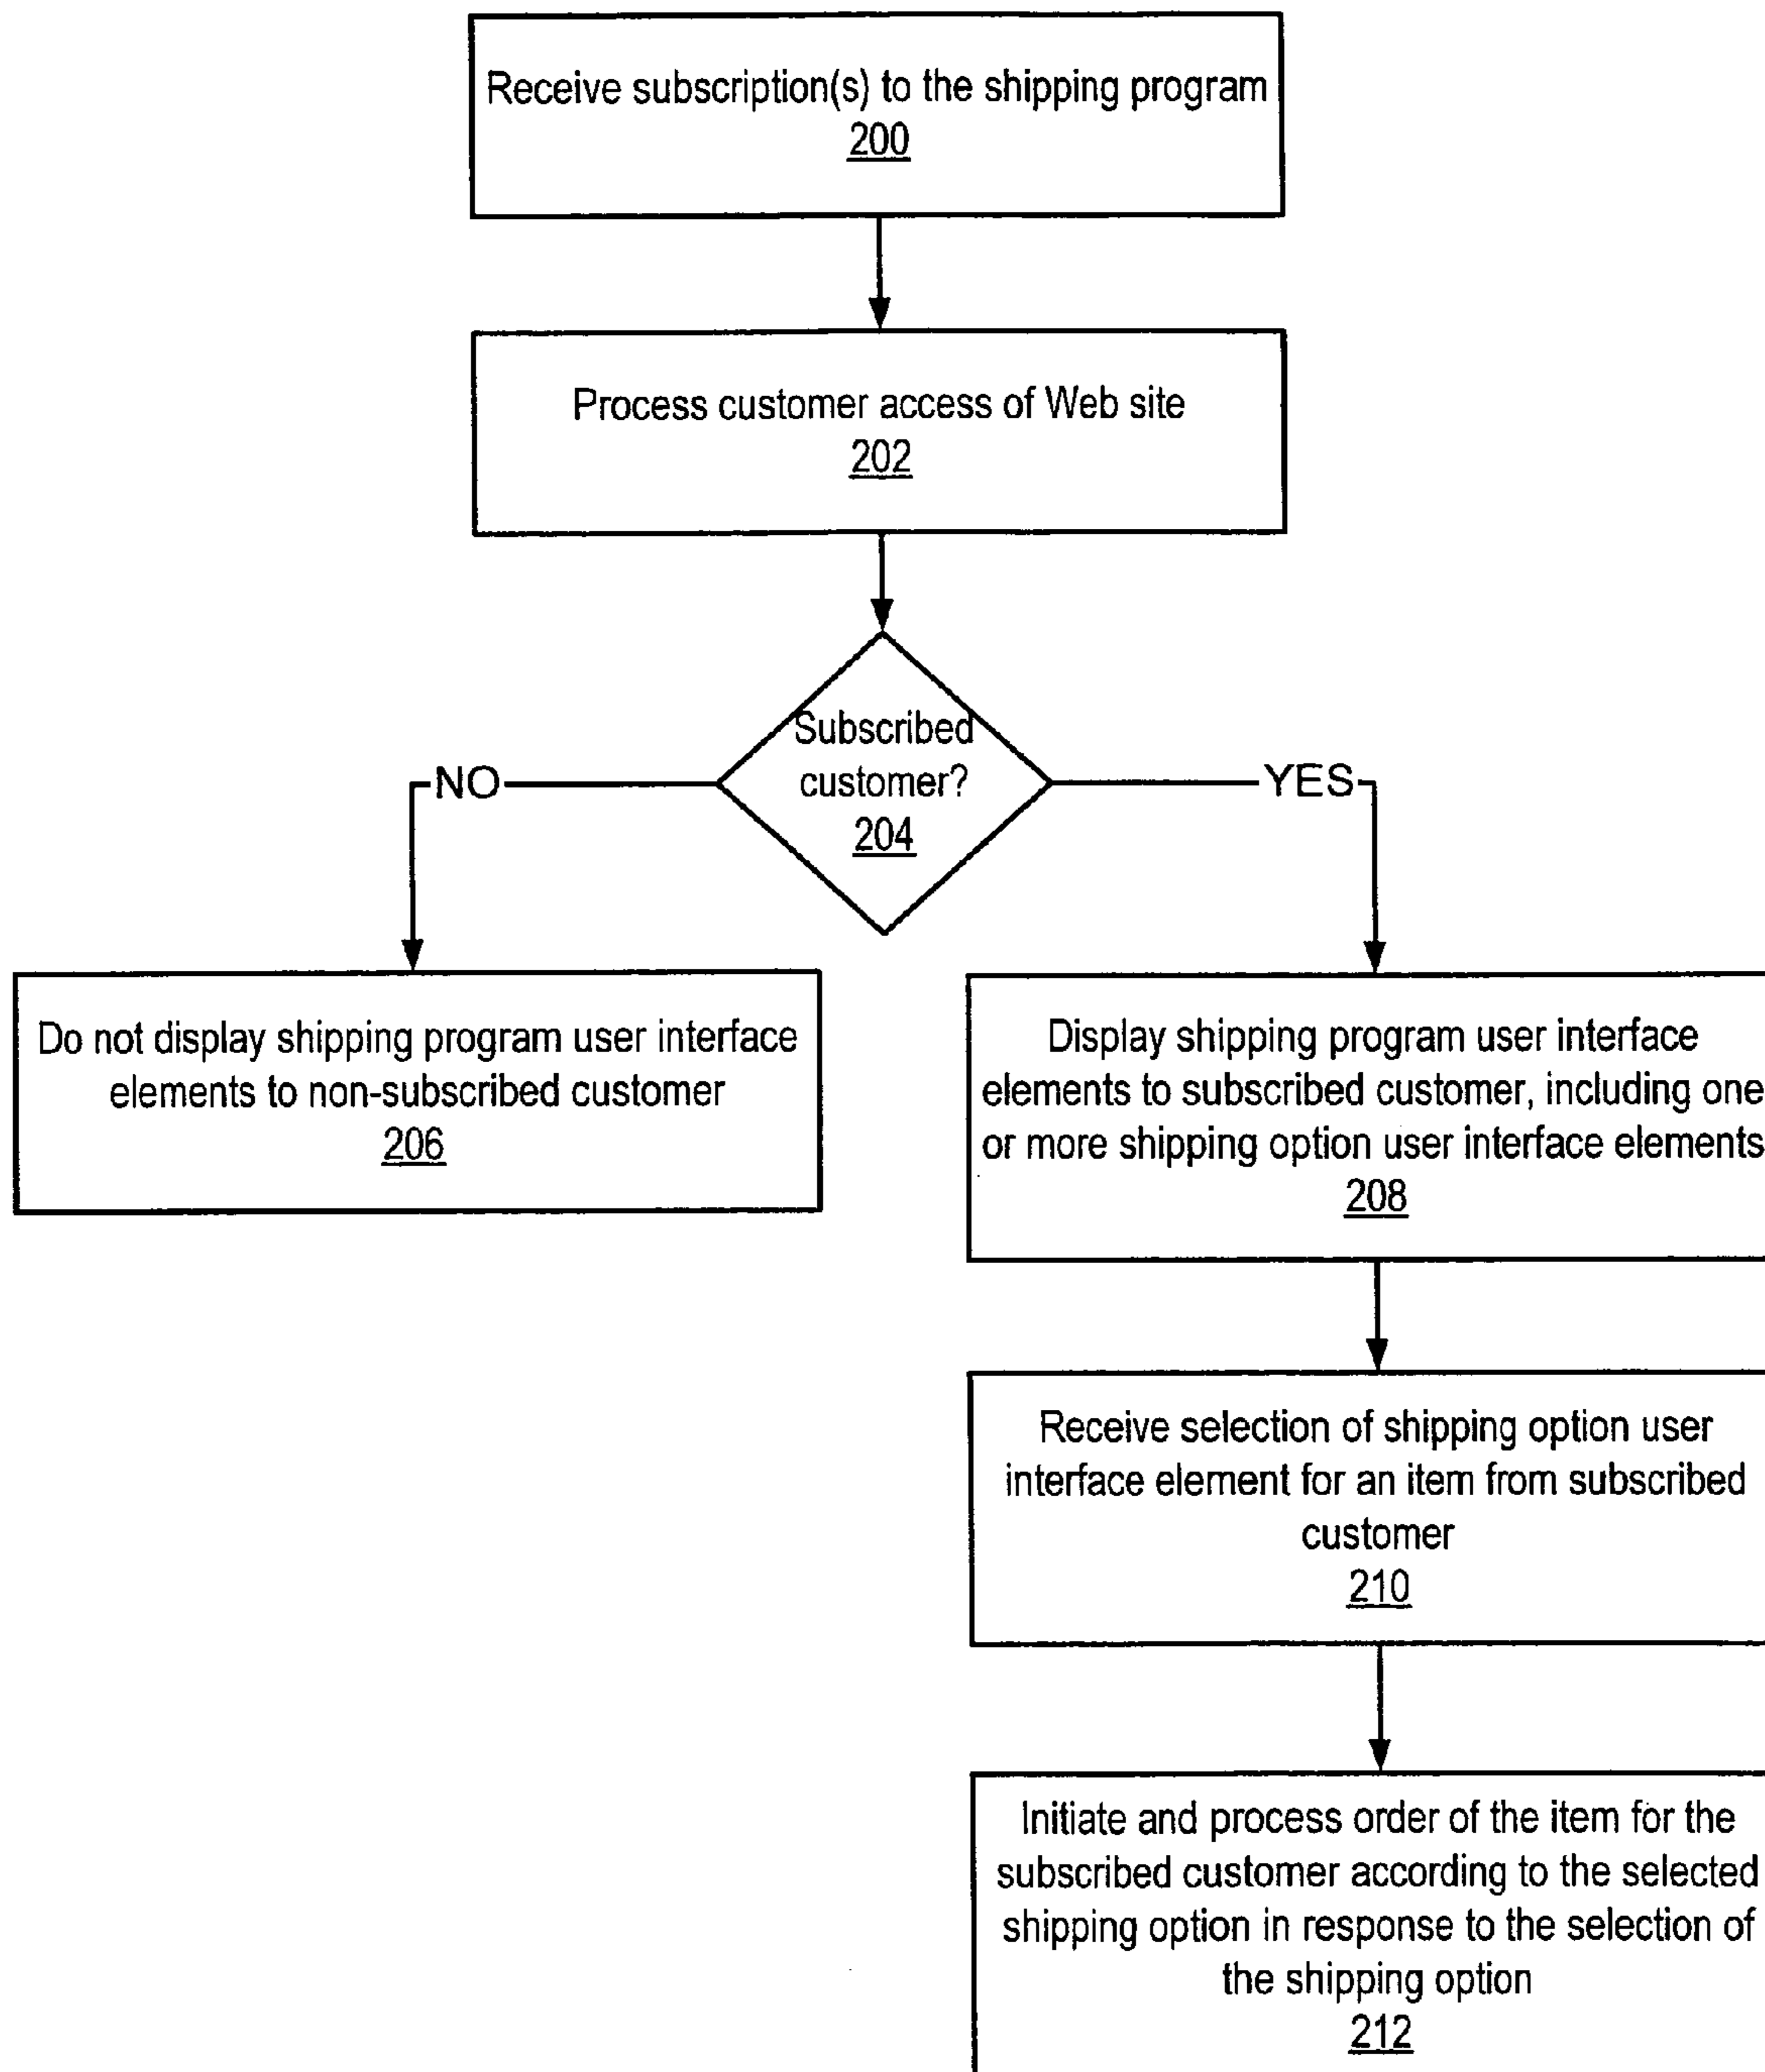 Receive subscription(s) to the shipping program
200
Process customer access of Web site
202
Subscribed
customer?
204
NO
YES
Do not display shipping program user interface
elements to non-subscribed customer
206
Display shipping program user interface
elements to subscribed customer, including one
or more shipping option user interface elements
208
Receive selection of shipping option user
interface element for an item from subscribed
customer
210
Initiate and process order of the item for the
subscribed customer according to the selected
shipping option in response to the selection of
the shipping option
212